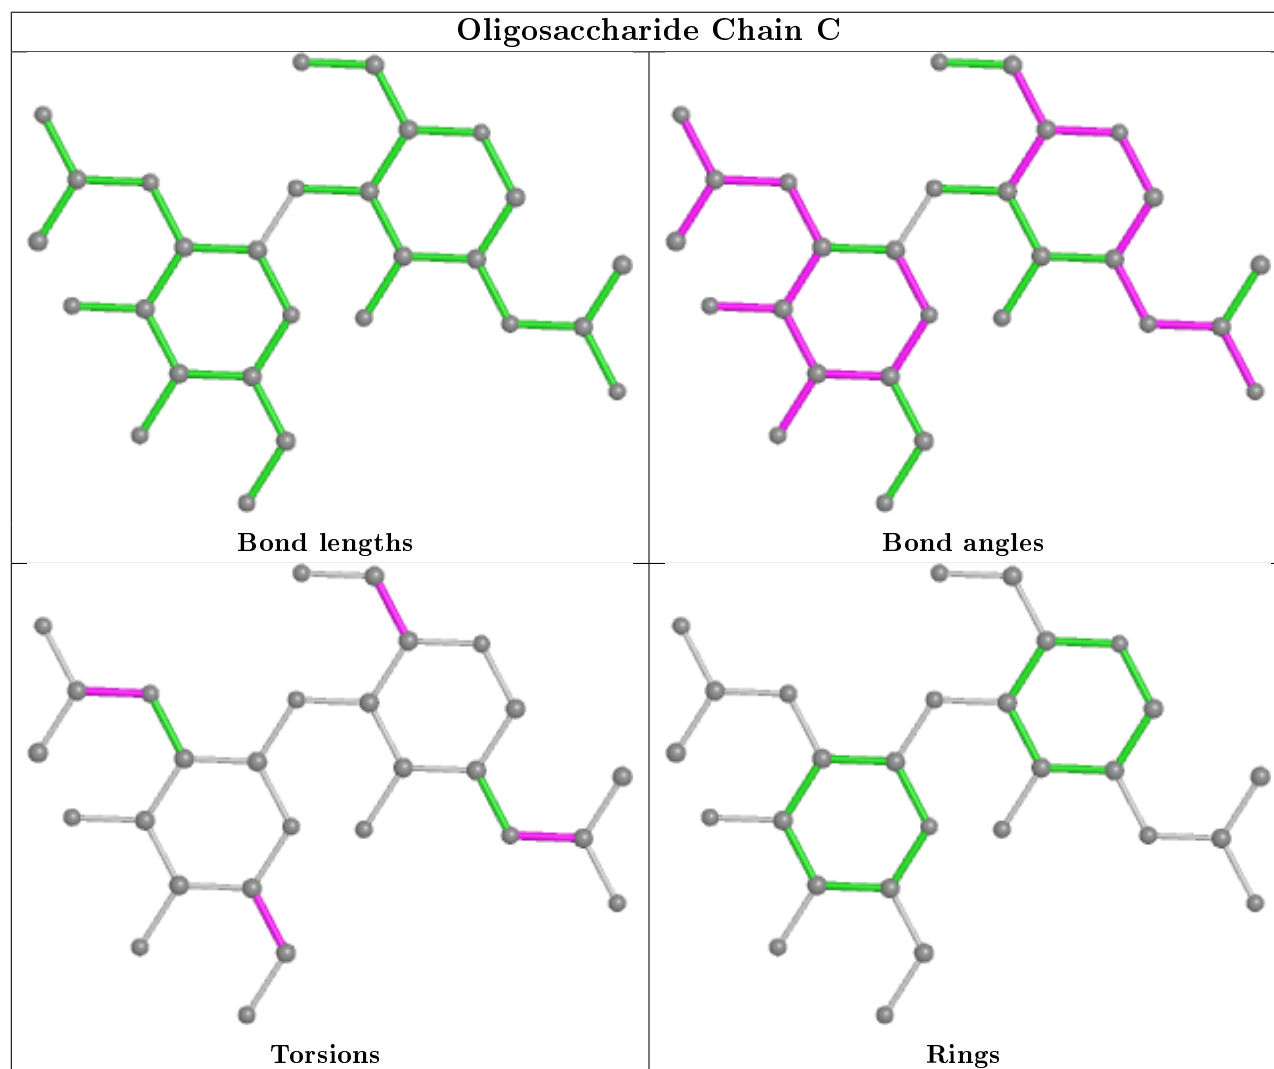 Oligosaccharide Chain C
Bond lengths
Bond angles
Torsions
Rings